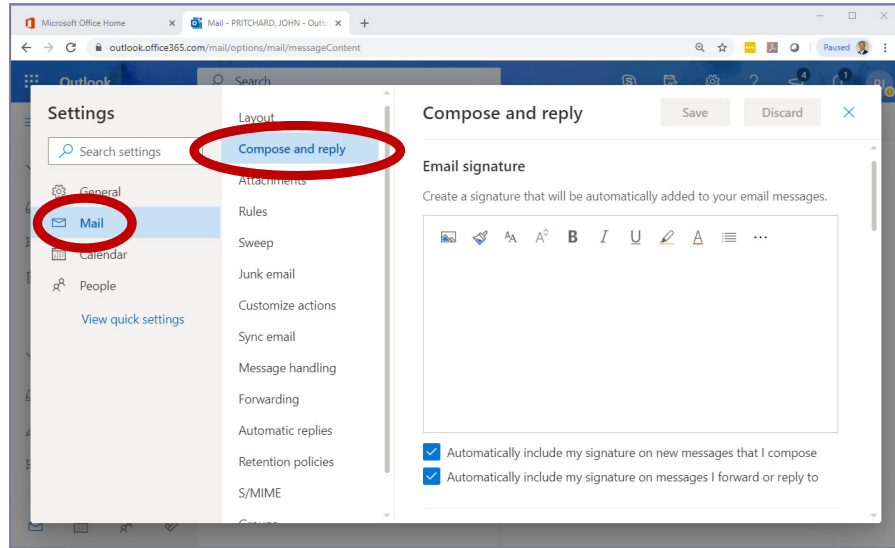 Microsoft Office Home
Mail - PRITCHARD, JOHN - Outlo
outlook.office365.com/mail/options/mail/messageContent
Paused
Outlook
Search
Settings
Search settings
General
Mail
Calendar
People
View quick settings
Layout
Compose and reply
Attachments
Rules
Sweep
Junk email
Customize actions
Sync email
Message handling
Forwarding
Automatic replies
Retention policies
S/MIME
Groups
Compose and reply
Save
Discard
Email signature
Create a signature that will be automatically added to your email messages.
B I U A
Automatically include my signature on new messages that I compose
Automatically include my signature on messages I forward or reply to